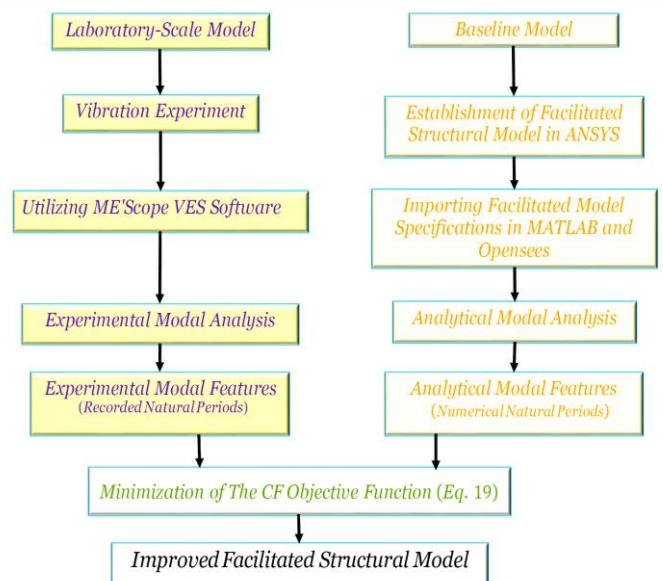 Laboratory-Scale Model
Vibration Experiment
Utilizing ME'Scope VES Software
Experimental Modal Analysis
Experimental Modal Features
(Recorded Natural Periods)
Baseline Model
Establishment of Facilitated
Structural Model in ANSYS
Importing Facilitated Model
Specifications in MATLAB and
Opensees
Analytical Modal Analysis
Analytical Modal Features
(Numerical Natural Periods)
Minimization of The CF Objective Function (Eq. 19)
Improved Facilitated Structural Model